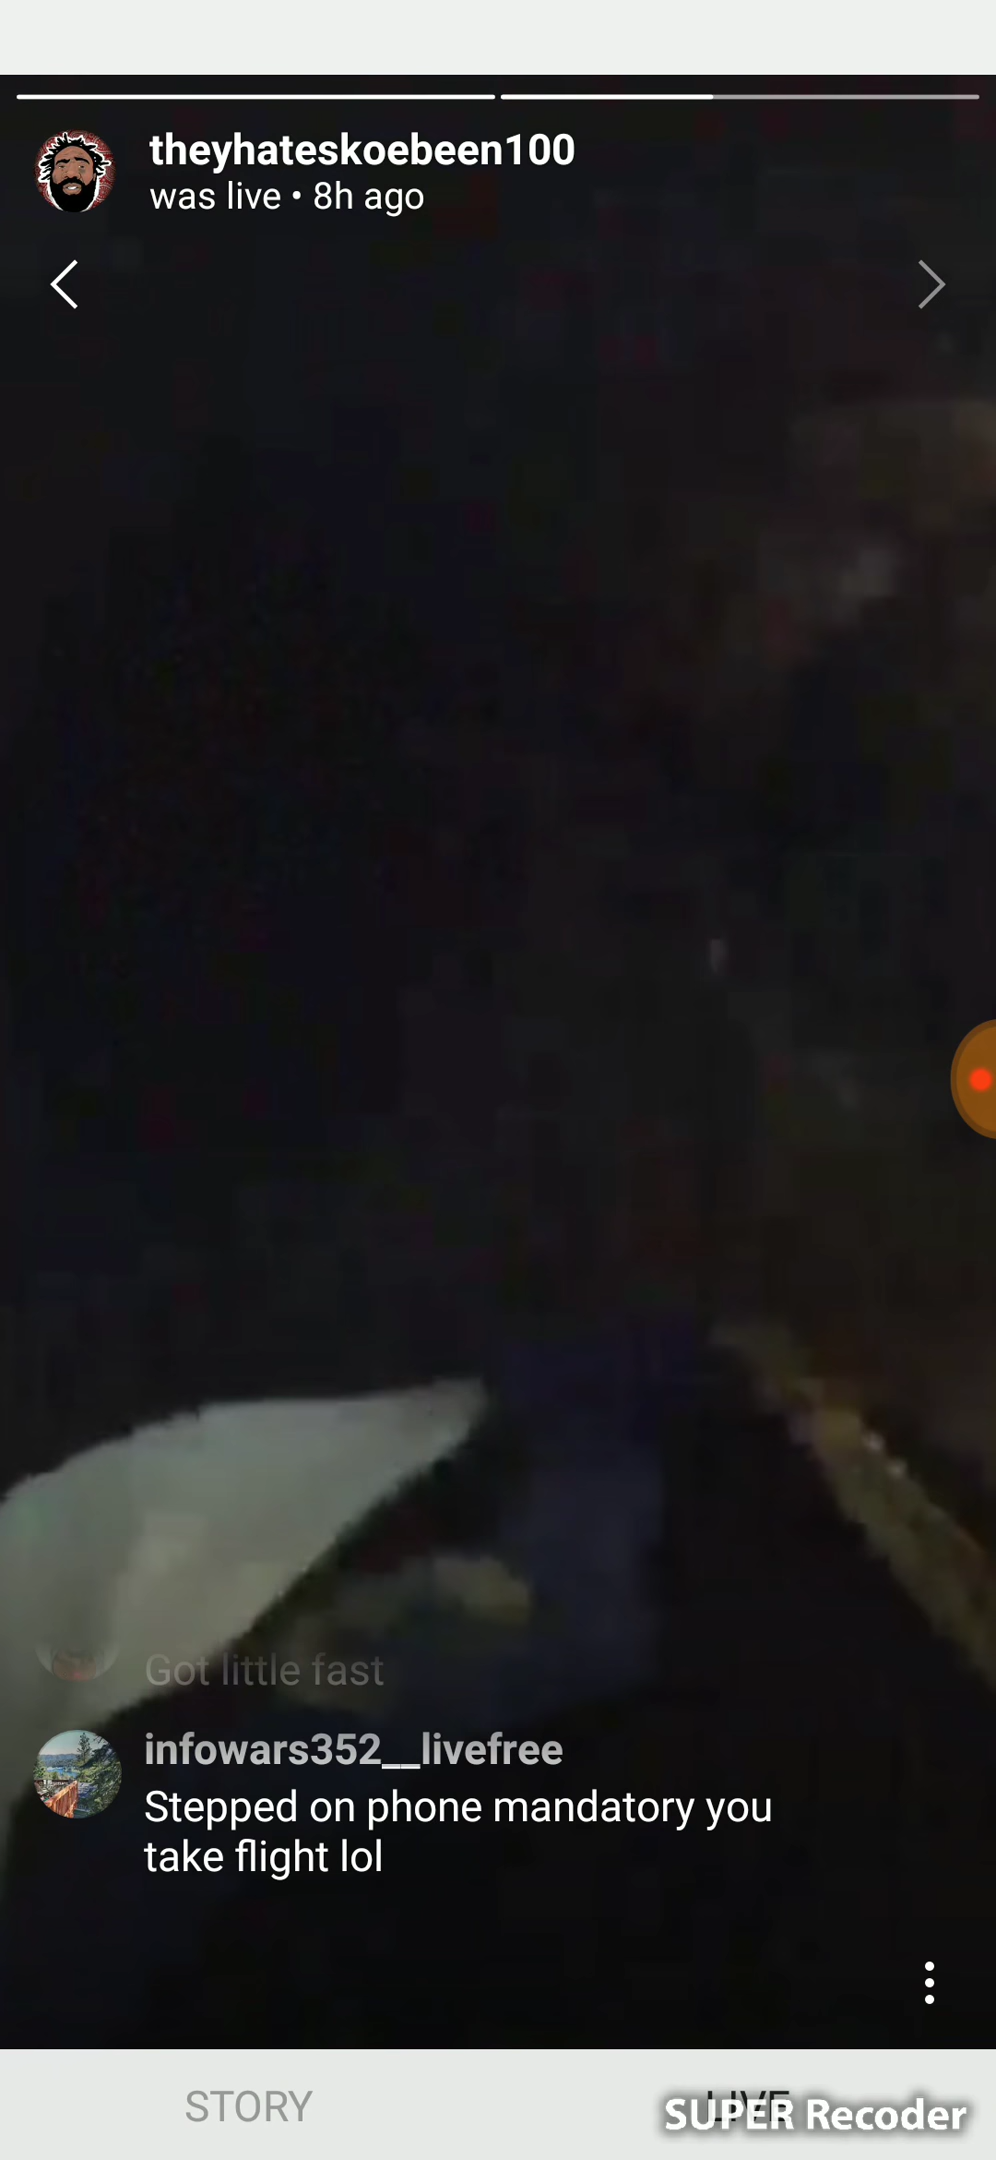 theyhateskoebeen100
was live • 8h ago
Got little fast
infowars352__livefree
Stepped on phone mandatory you
take flight lol
STORY
LIVE
SUPER Recoder